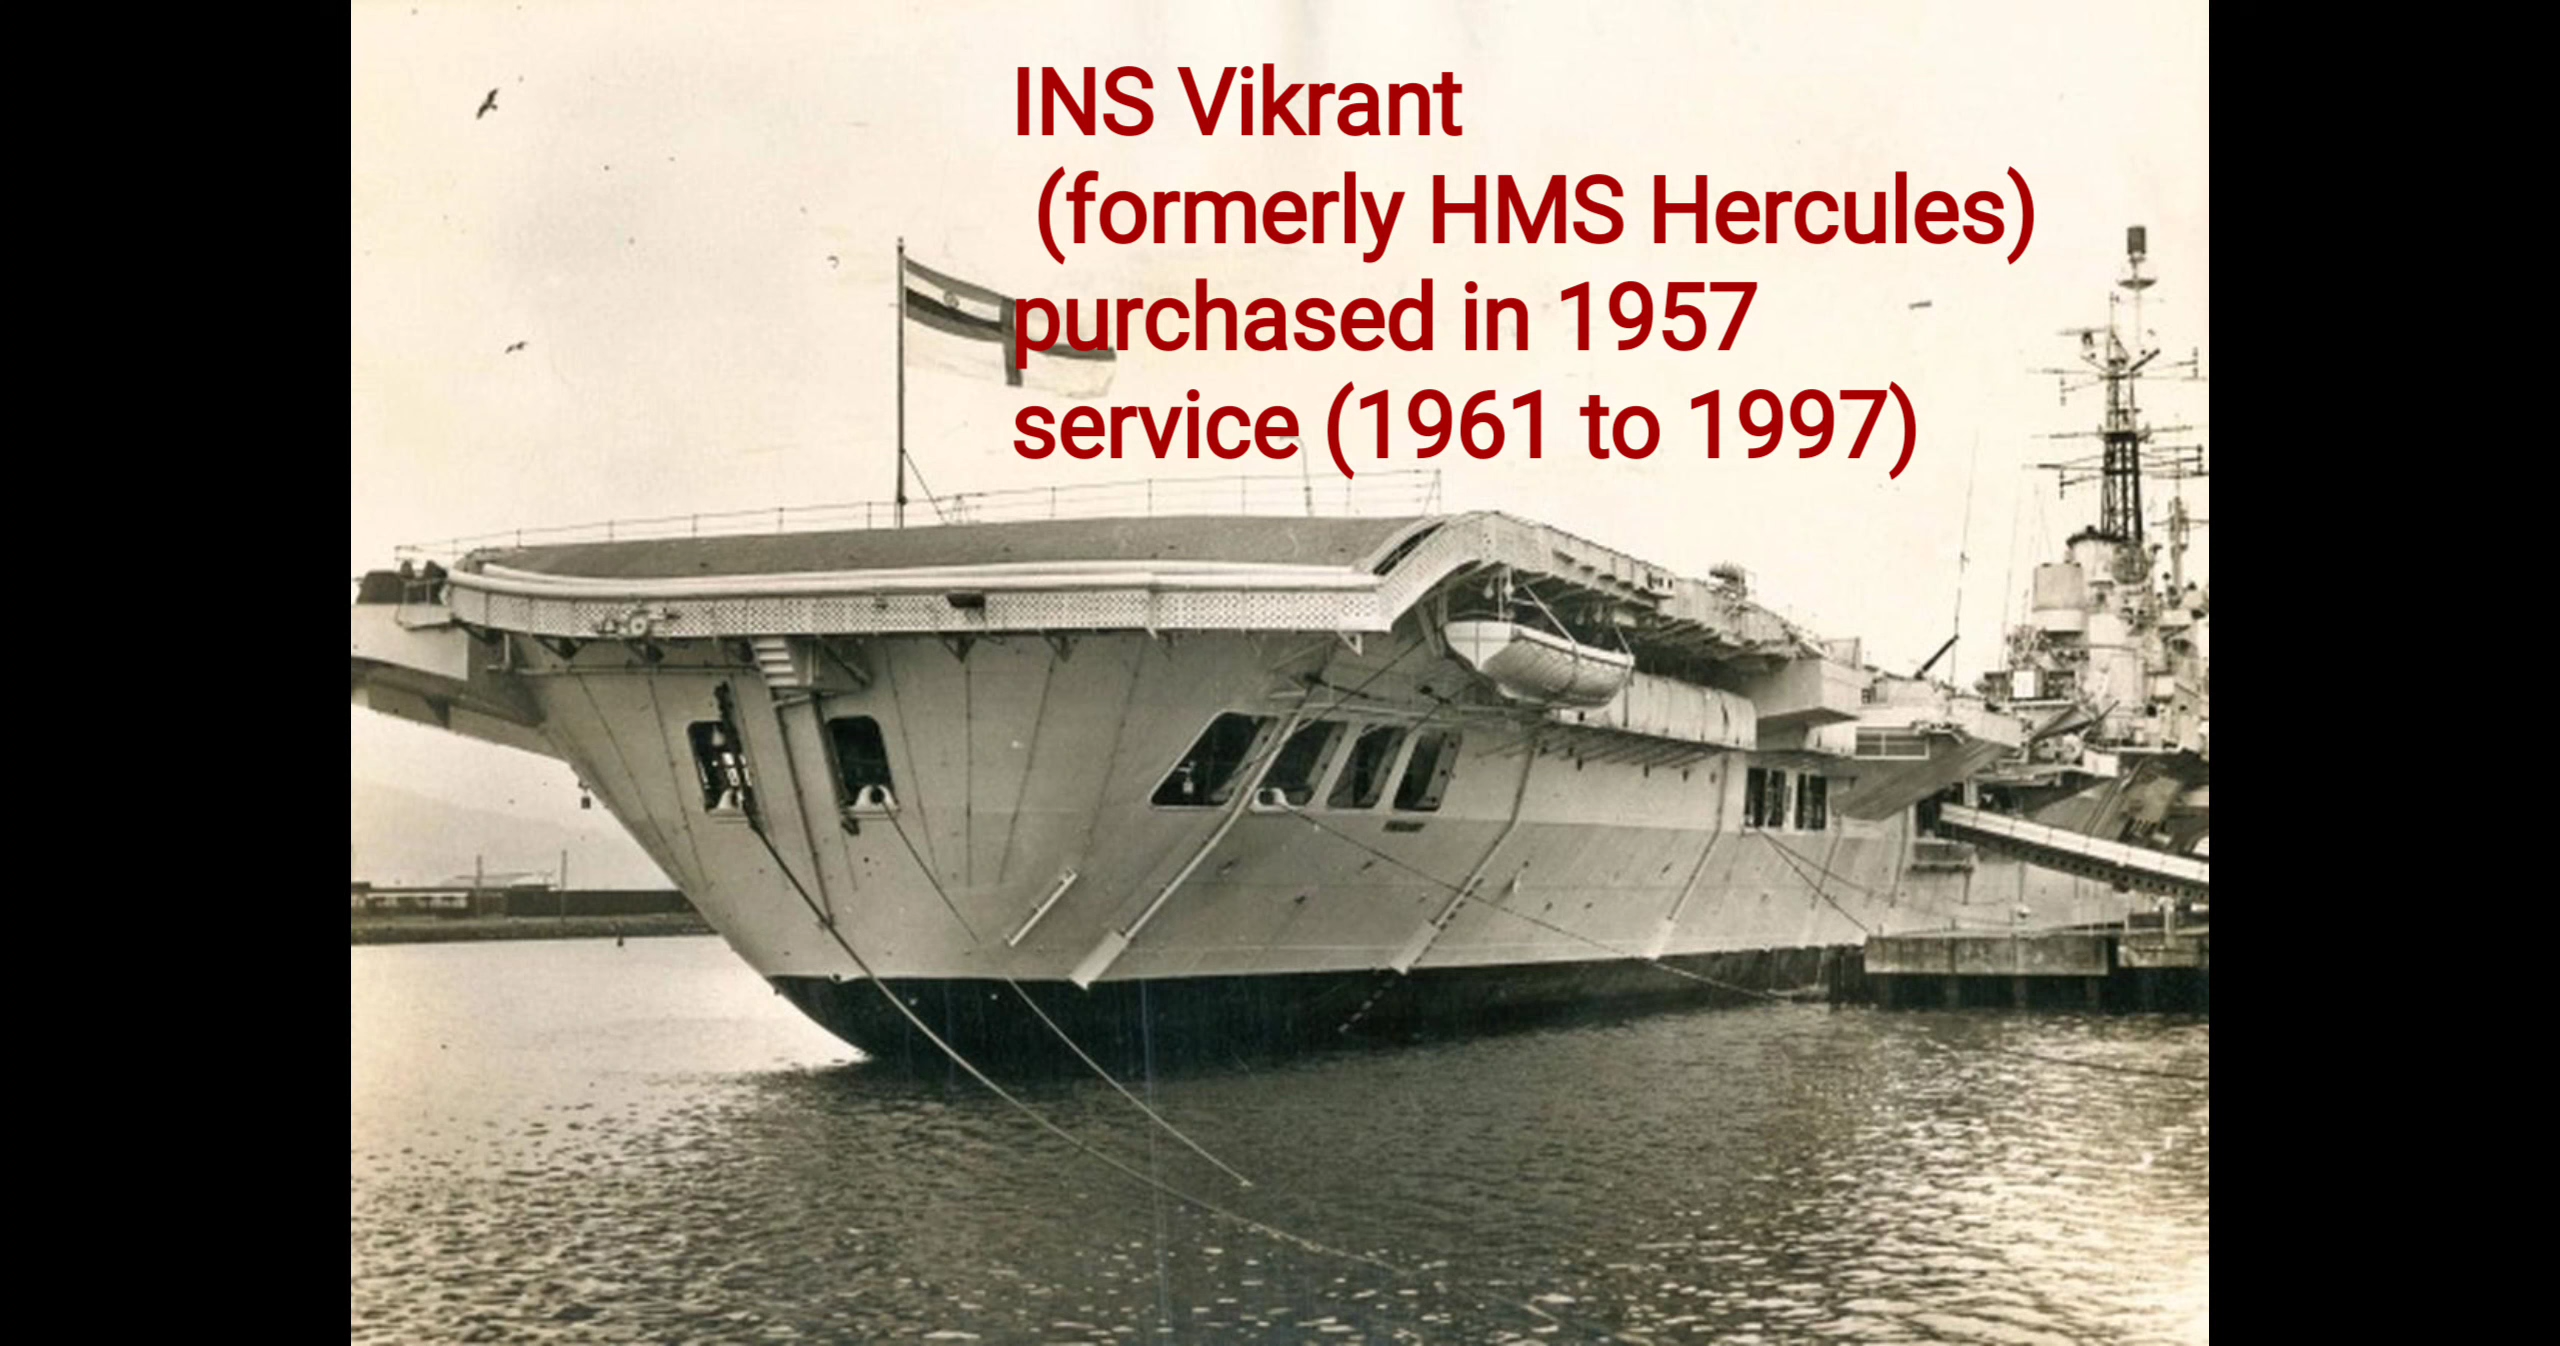 INS Vikrant
(formerly HMS Hercules)
purchased in 1957
service (1961 to 1997)